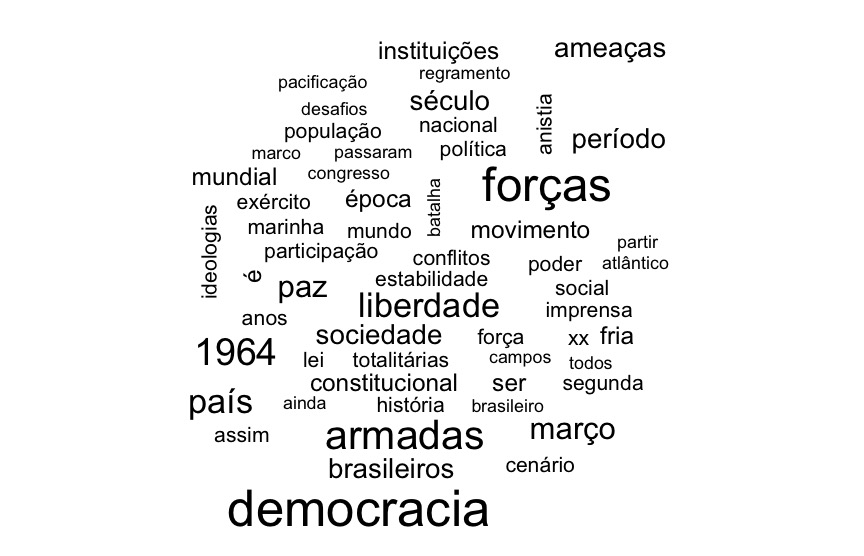 instituições
ameaças
regramento
pacificação
século
desafios
anistia
nacional
população
período
política
marco
passaram
congresso
mundial
forças
exército
época
batalha
marinha
mundo
movimento
ideologias
participação
partir
conflitos
poder
atlântico
é
estabilidade
paz
social
liberdade
imprensa
anos
sociedade
força
xx
fria
1964
lei
totalitárias
campos
todos
constitucional
ser
segunda
país
ainda
história
brasileiro
assim
armadas
março
brasileiros
cenário
democracia